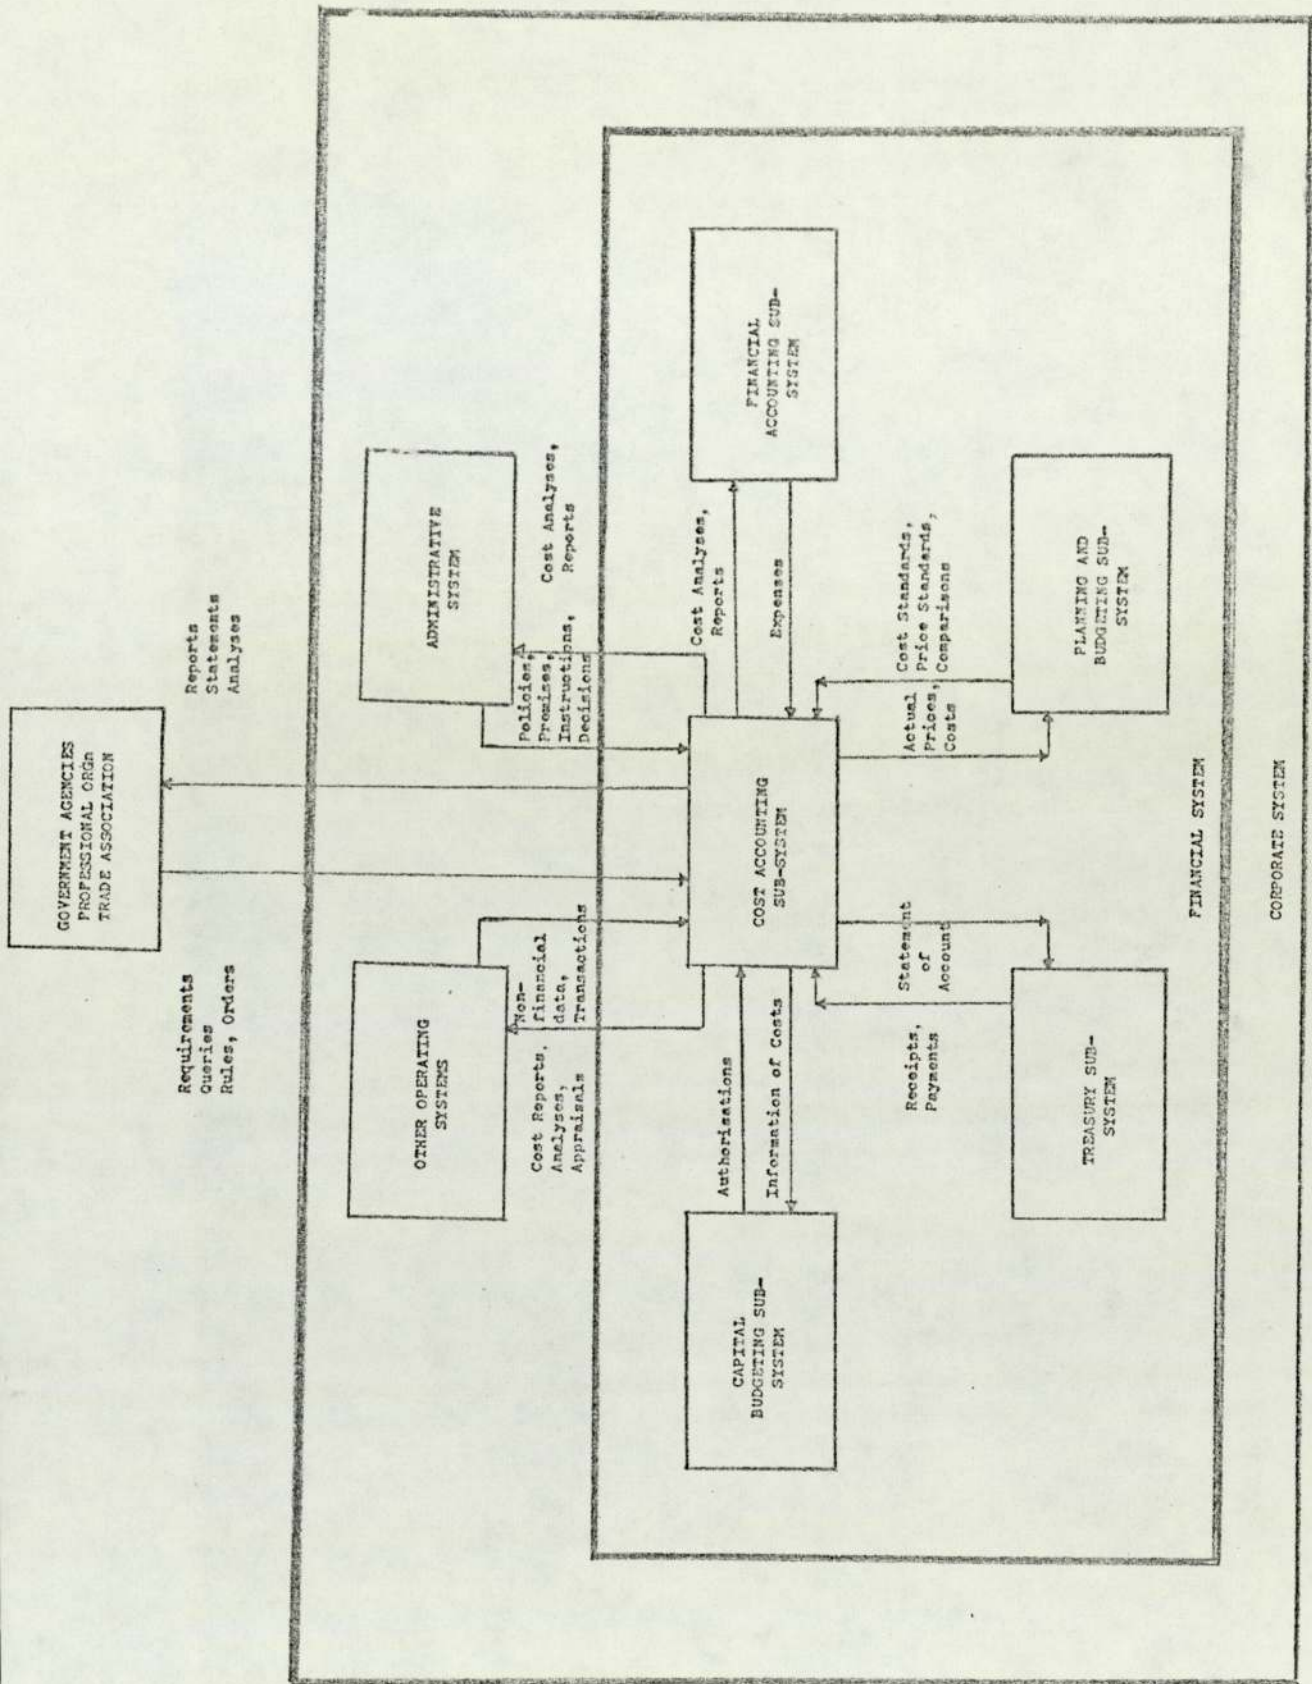 GOVERNMENT AGENCIES
PROFESSIONAL ORGn
TRADE ASSOCIATION
Requirements
Queries
Rules, Orders
Reports
Statements
Analyses
OTHER OPERATING
SYSTEMS
ADMINISTRATIVE
SYSTEM
Cost Reports,
Analyses,
Appraisals
Non-
financial
data,
Transactions
Policies,
Premises,
Instructions,
Decisions
Cost Analyses,
Reports
CAPITAL
BUDGETING SUB-
SYSTEM
Authorisations
Information of Costs
COST ACCOUNTING
SUB-SYSTEM
Cost Analyses,
Reports
Expenses
FINANCIAL
ACCOUNTING SUB-
SYSTEM
Receipts,
Payments
Statement
of
Account
Actual
Prices,
Costs
Cost Standards,
Price Standards,
Comparisons
TREASURY SUB-
SYSTEM
PLANNING AND
BUDGETING SUB-
SYSTEM
FINANCIAL SYSTEM
CORPORATE SYSTEM